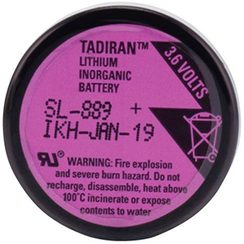 TADIRAN™
LITHIUM
INORGANIC
BATTERY
3.6 VOLTS
SL-889 +
IKH-JAN-19
WARNING: Fire explosion
and severe burn hazard. Do not
recharge, disassemble, heat above
100°C incinerate or expose
contents to water